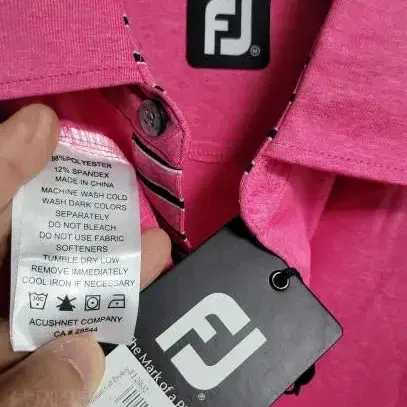 FJ
88%POLYESTER
12% SPANDEX
MADE IN CHINA
MACHINE WASH COLD
WASH DARK COLORS
SEPARATELY
DO NOT BLEACH
DO NOT USE FABRIC
SOFTENERS
TUMBLE DRY LOW
REMOVE IMMEDIATELY
COOL IRON IF NECESSARY
30C
ACUSHNET COMPANY
CA # 28544
FJ
The Mark of a P